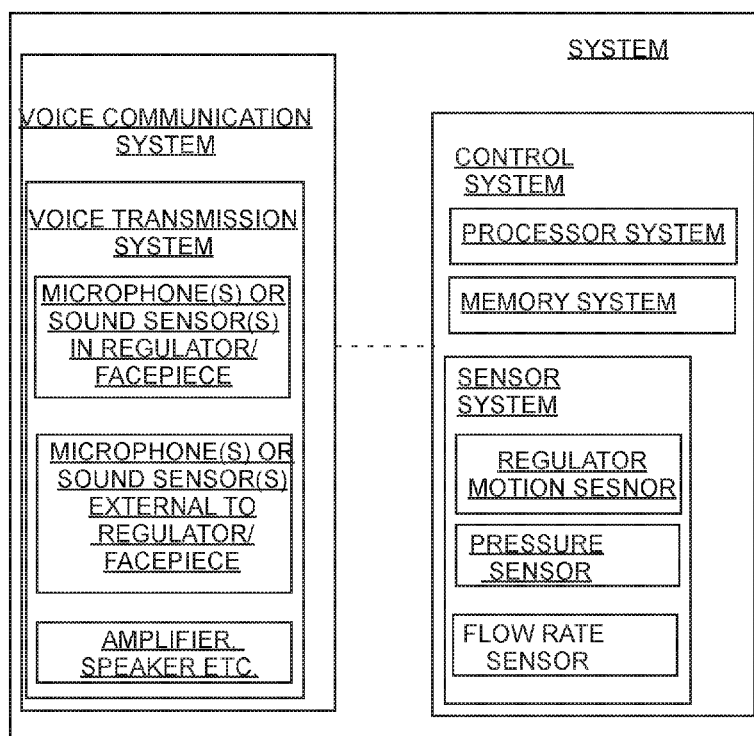 SYSTEM
VOICE COMMUNICATION
SYSTEM
VOICE TRANSMISSION
SYSTEM
MICROPHONE(S) OR
SOUND SENSOR(S)
IN REGULATOR/
FACEPIECE
MICROPHONE(S) OR
SOUND SENSOR(S)
EXTERNAL TO
REGULATOR/
FACEPIECE
AMPLIFIER.
SPEAKER ETC.
CONTROL
SYSTEM
PROCESSOR SYSTEM
MEMORY SYSTEM
SENSOR
SYSTEM
REGULATOR
MOTION SESNOR
PRESSURE
SENSOR
FLOW RATE
SENSOR